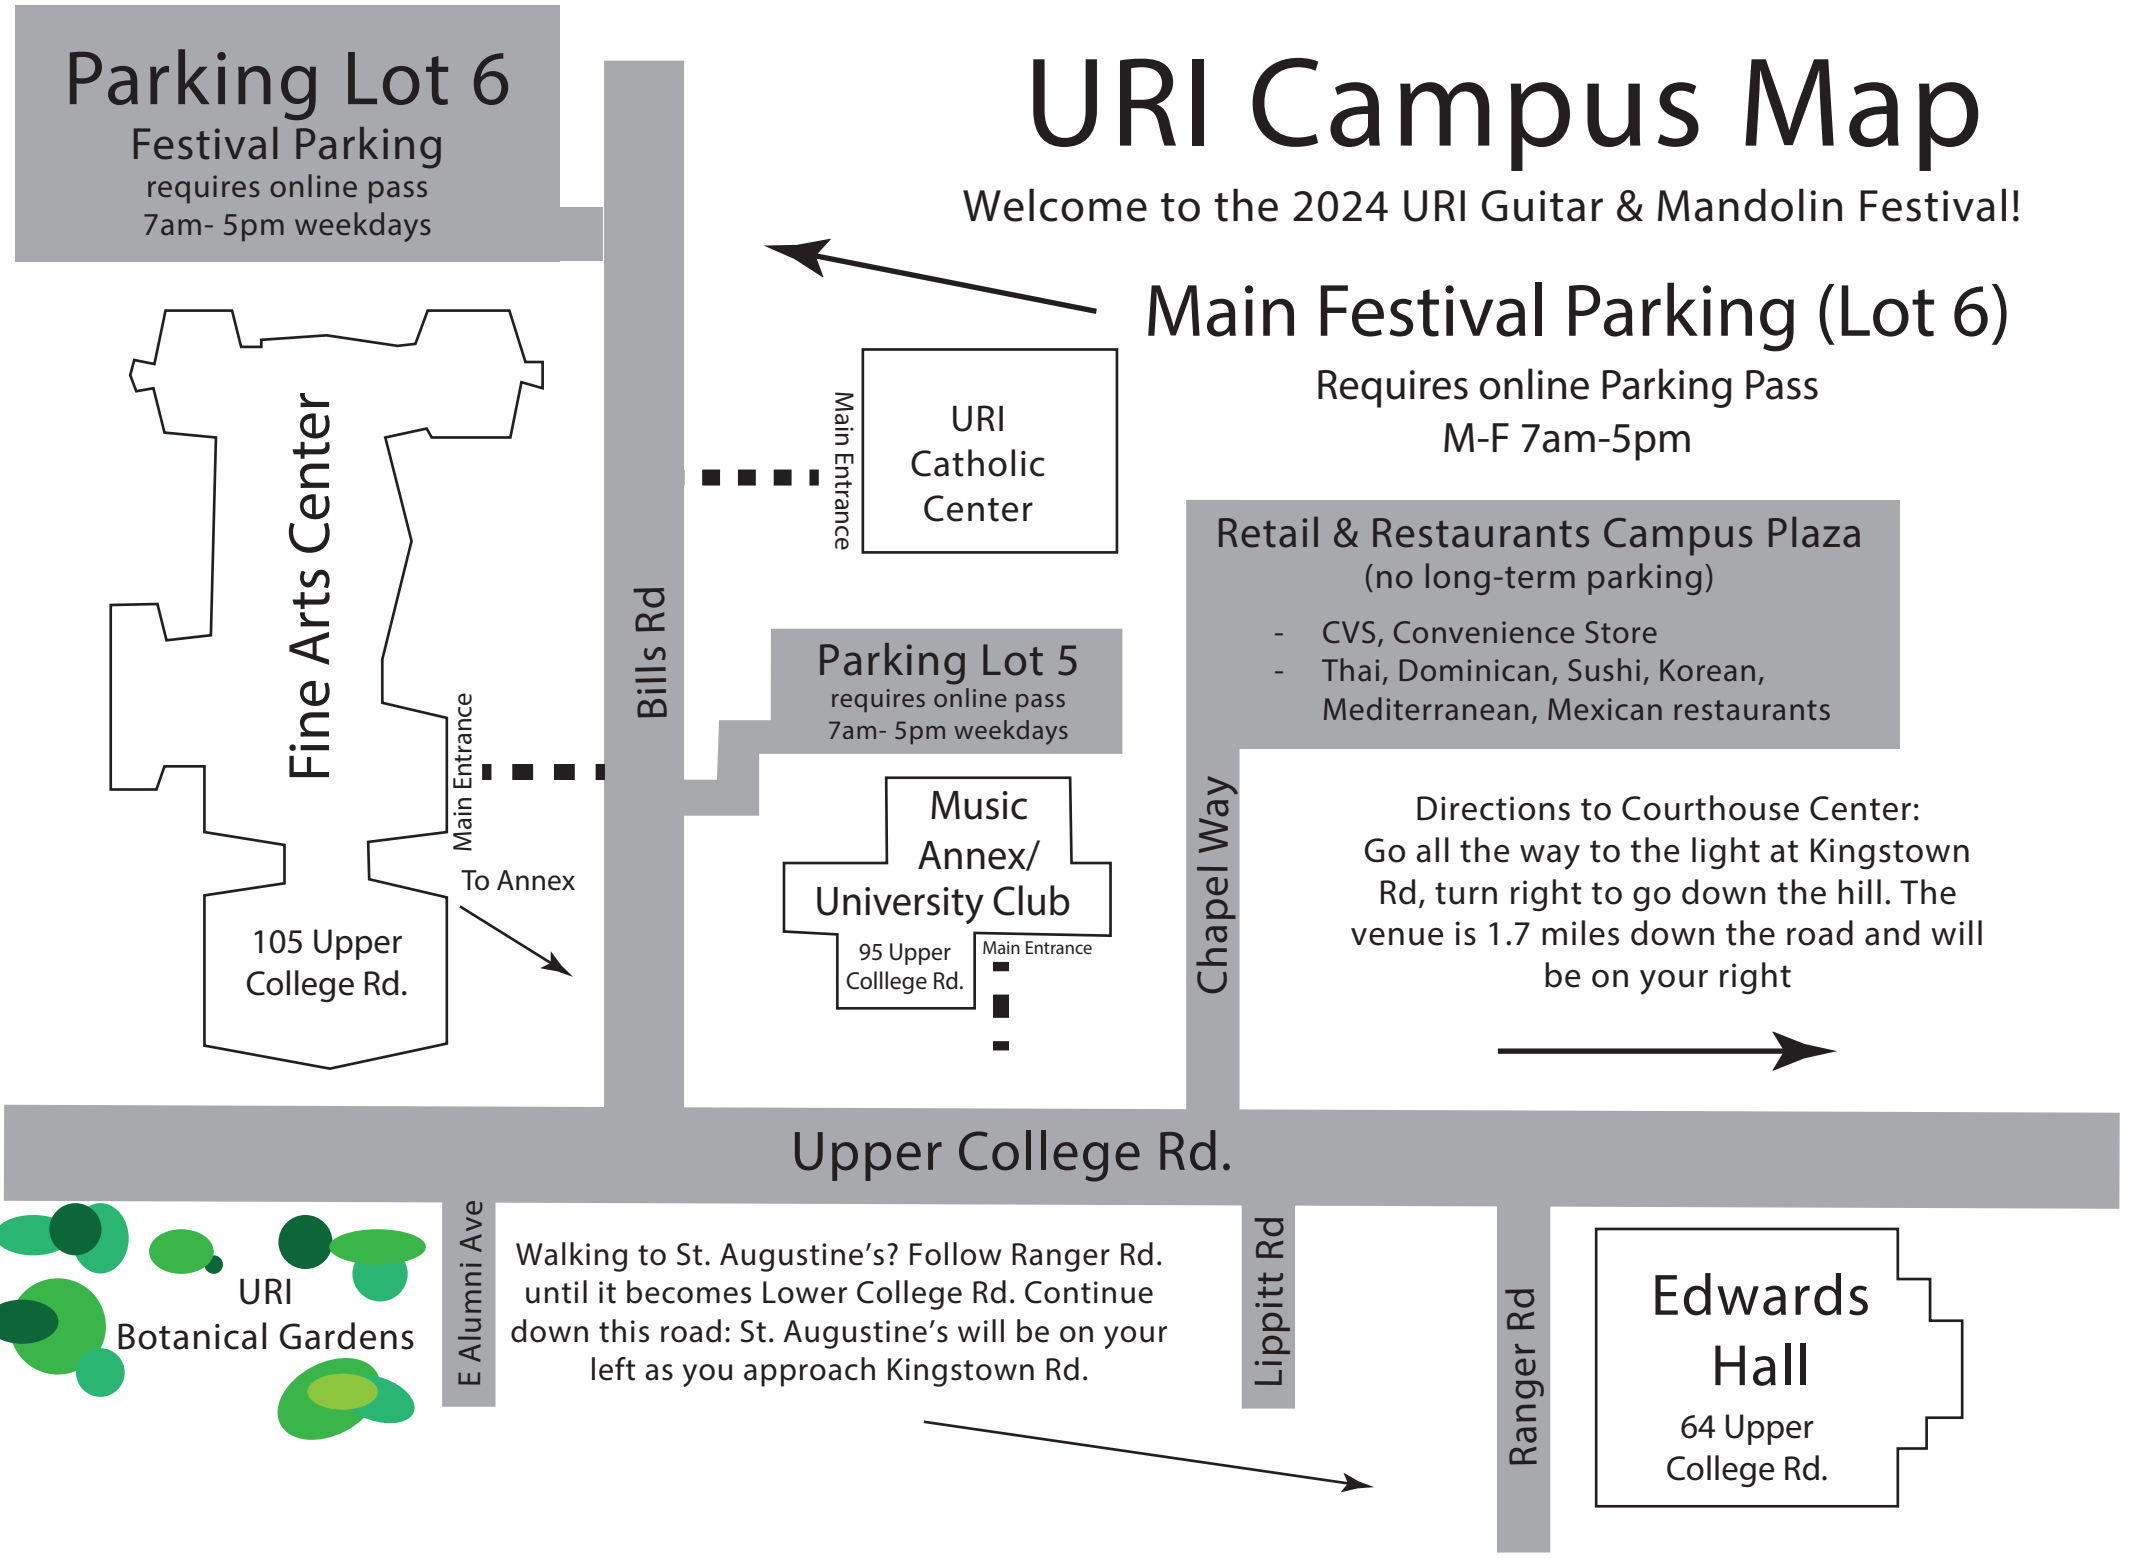 Parking Lot 6
Festival Parking
requires online pass
7am- 5pm weekdays
URI Campus Map
Welcome to the 2024 URI Guitar & Mandolin Festival!
Main Festival Parking (Lot 6)
Requires online Parking Pass
M-F 7am-5pm
Fine Arts Center
Main Entrance
To Annex
105 Upper
College Rd.
Bills Rd
Main Entrance
URI
Catholic
Center
Parking Lot 5
requires online pass
7am- 5pm weekdays
Music
Annex/
University Club
95 Upper
Colllege Rd.
Main Entrance
Retail & Restaurants Campus Plaza
(no long-term parking)
- CVS, Convenience Store
- Thai, Dominican, Sushi, Korean,
Mediterranean, Mexican restaurants
Chapel Way
Directions to Courthouse Center:
Go all the way to the light at Kingstown
Rd, turn right to go down the hill. The
venue is 1.7 miles down the road and will
be on your right
Upper College Rd.
URI
Botanical Gardens
E Alumni Ave
Walking to St. Augustine’s? Follow Ranger Rd.
until it becomes Lower College Rd. Continue
down this road: St. Augustine’s will be on your
left as you approach Kingstown Rd.
Lippitt Rd
Ranger Rd
Edwards
Hall
64 Upper
College Rd.